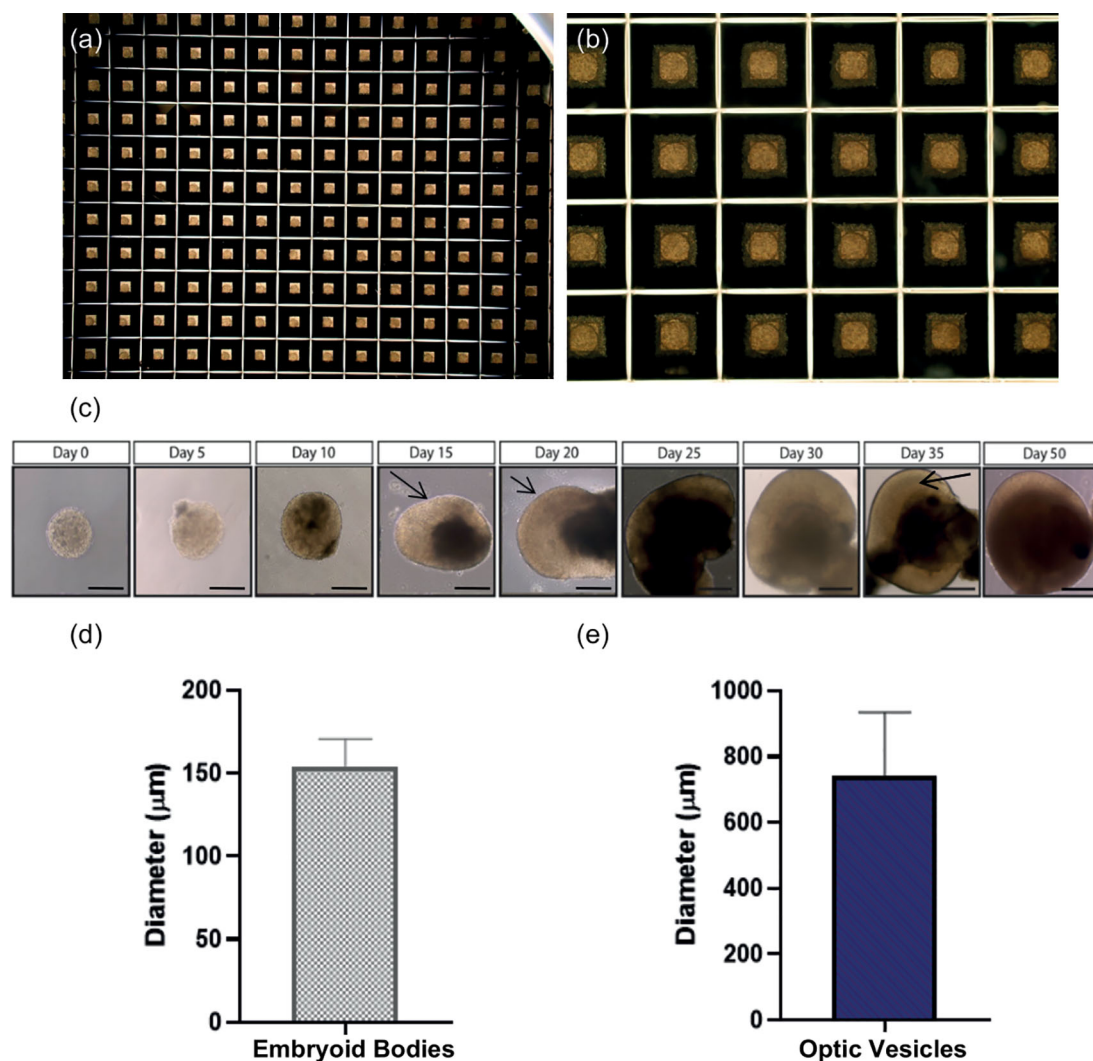 (a)
(b)
(c)
Day 0 Day 5 Day 10 Day 15 Day 20 Day 25 Day 30 Day 35 Day 50
(d)
(e)
200
150
100
50
0
Diameter (μm)
Embryoid Bodies
1000
800
600
400
200
0
Diameter (μm)
Optic Vesicles